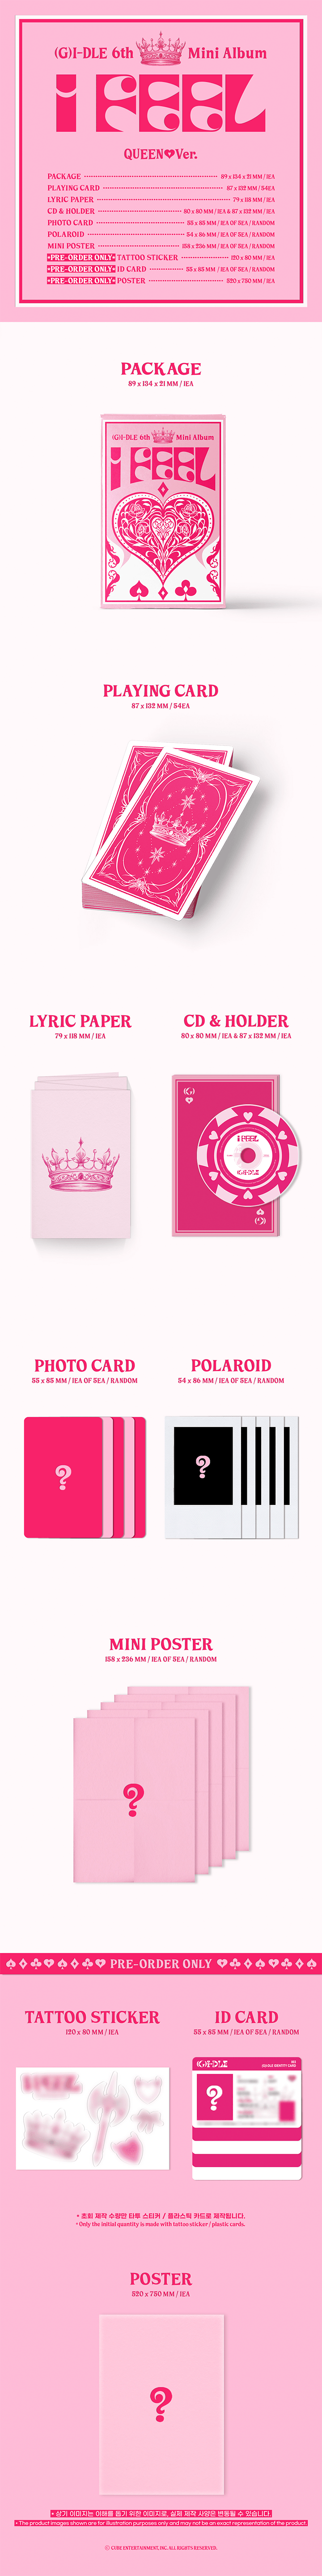 (G)I-DLE 6th Mini Album
I FEEL
QUEEN Ver.
PACKAGE 89 x 134 x 21 MM / 1EA
PLAYING CARD 87 x 132 MM / 54EA
LYRIC PAPER 79 x 118 MM / 1EA
CD & HOLDER 80 x 80 MM / 1EA & 87 x 132 MM / 1EA
PHOTO CARD 55 x 85 MM / 1EA OF 5EA / RANDOM
POLAROID 54 x 86 MM / 1EA OF 5EA / RANDOM
MINI POSTER 158 x 236 MM / 1EA OF 5EA / RANDOM
PRE-ORDER ONLY TATTOO STICKER 120 x 80 MM / 1EA
PRE-ORDER ONLY ID CARD 55 x 85 MM / 1EA OF 5EA / RANDOM
PRE-ORDER ONLY POSTER 520 x 750 MM / 1EA
PACKAGE
89 x 134 x 21 MM / 1EA
(G)I-DLE 6th Mini Album
I FEEL
PLAYING CARD
87 x 132 MM / 54EA
LYRIC PAPER
79 x 118 MM / 1EA
CD & HOLDER
80 x 80 MM / 1EA & 87 x 132 MM / 1EA
(G)
I FEEL
(G)I-DLE
(G)
PHOTO CARD
55 x 85 MM / 1EA OF 5EA / RANDOM
POLAROID
54 x 86 MM / 1EA OF 5EA / RANDOM
?
?
MINI POSTER
158 x 236 MM / 1EA OF 5EA / RANDOM
?
PRE-ORDER ONLY
TATTOO STICKER
120 x 80 MM / 1EA
ID CARD
55 x 85 MM / 1EA OF 5EA / RANDOM
(G)I-DLE
(G)I-DLE IDENTITY CARD
?
• 초회 제작 수량만 타투 스티커 / 플라스틱 카드로 제작됩니다.
• Only the initial quantity is made with tattoo sticker / plastic cards.
POSTER
520 x 750 MM / 1EA
?
• 상기 이미지는 이해를 돕기 위한 이미지로, 실제 제작 사양은 변동될 수 있습니다.
• The product images shown are for illustration purposes only and may not be an exact representation of the product.
ⓒ CUBE ENTERTAINMENT, INC. ALL RIGHTS RESERVED.